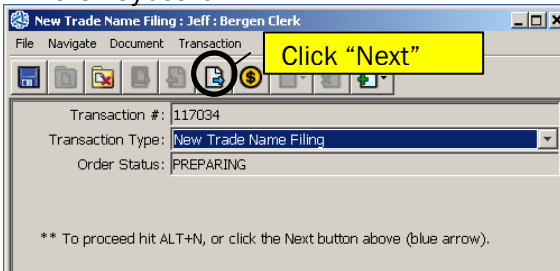 New Trade Name Filing : Jeff : Bergen Clerk
File Navigate Document Transaction
Click “Next”
Transaction #: 117034
Transaction Type: New Trade Name Filing
Order Status: PREPARING
** To proceed hit ALT+N, or click the Next button above (blue arrow).